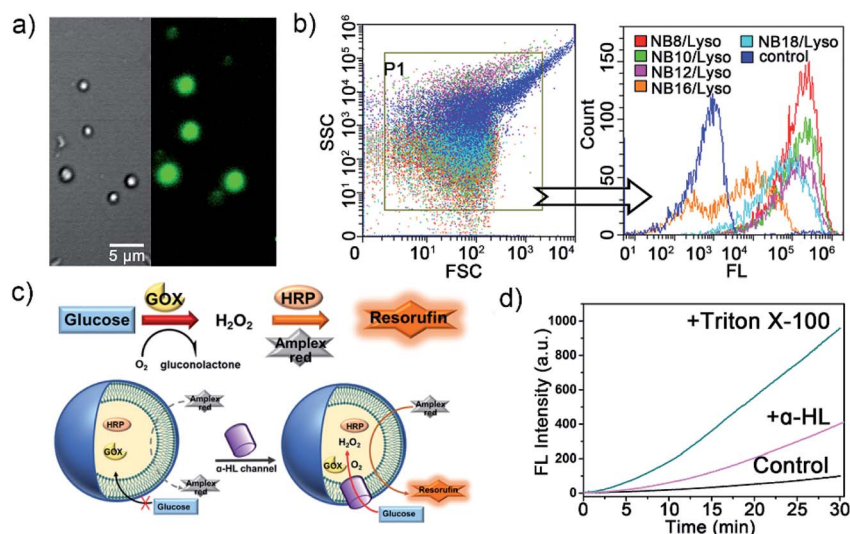 a)
5 μm
b)
SSC
10⁶
10⁵
10⁴
10³
10²
10¹
0
P1
0 10¹ 10² 10³ 10⁴
FSC
Count
150
100
50
0
NB8/Lyso
NB10/Lyso
NB12/Lyso
NB16/Lyso
NB18/Lyso
control
0 10¹ 10² 10³ 10⁴ 10⁵ 10⁶
FL
c)
Glucose
GOX
H₂O₂
HRP
Resorufin
O₂
gluconolactone
Amplex
red
Amplex
red
HRP
GOX
Amplex
red
Glucose
α-HL
channel
Amplex
red
HRP
H₂O₂
GOX
O₂
Resorufin
Glucose
d)
FL Intensity (a.u.)
1000
800
600
400
200
0
+Triton X-100
+α-HL
Control
0 5 10 15 20 25 30
Time (min)